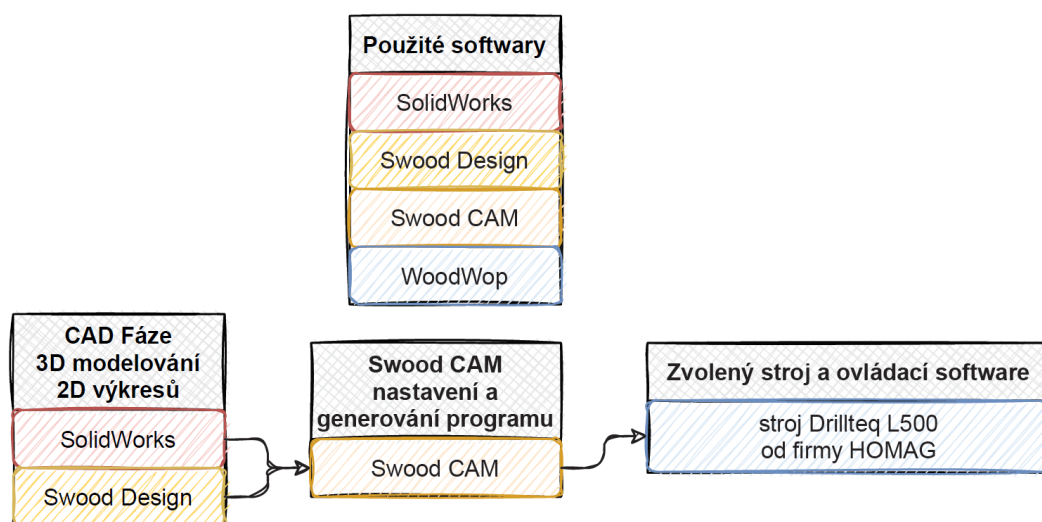 Použité softwary
SolidWorks
Swood Design
Swood CAM
WoodWop
CAD Fáze
3D modelování
2D výkresů
SolidWorks
Swood Design
Swood CAM
nastavení a
generování programu
Swood CAM
Zvolený stroj a ovládací software
stroj Drillteq L500
od firmy HOMAG